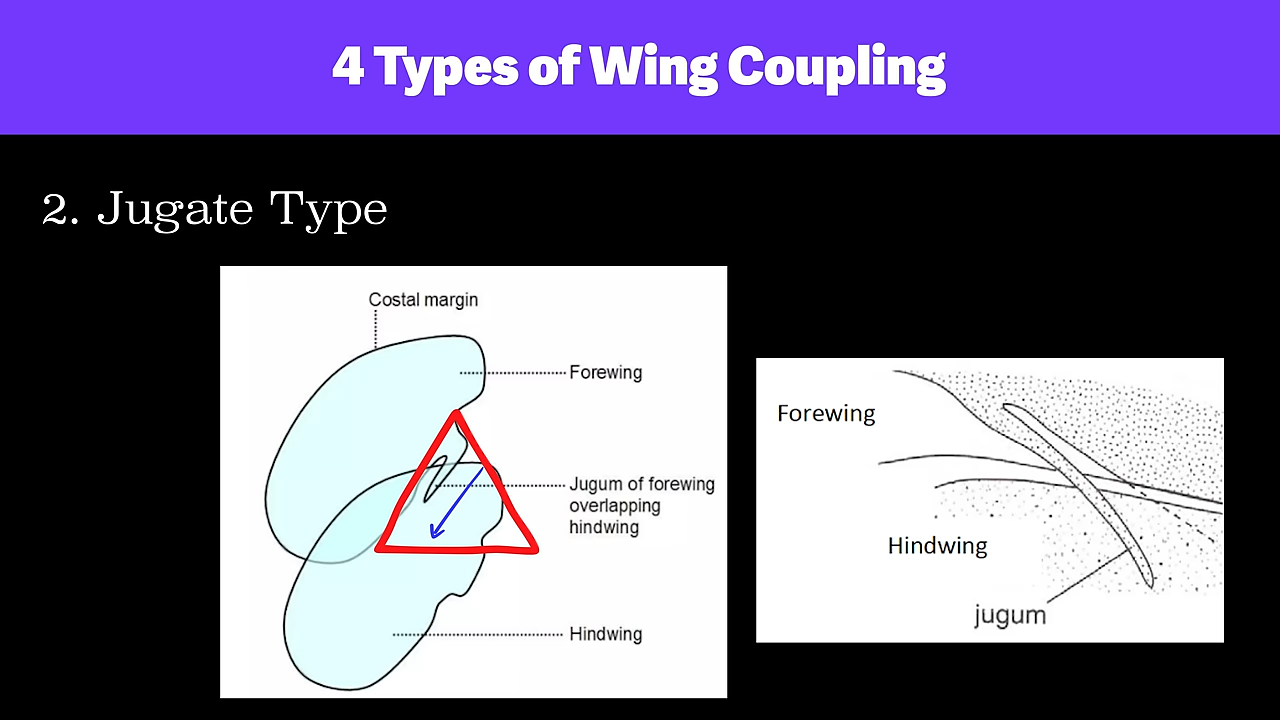 4 Types of Wing Coupling
2. Jugate Type
Costal margin
Forewing
Jugum of forewing
overlapping
hindwing
Hindwing
Forewing
Hindwing
jugum